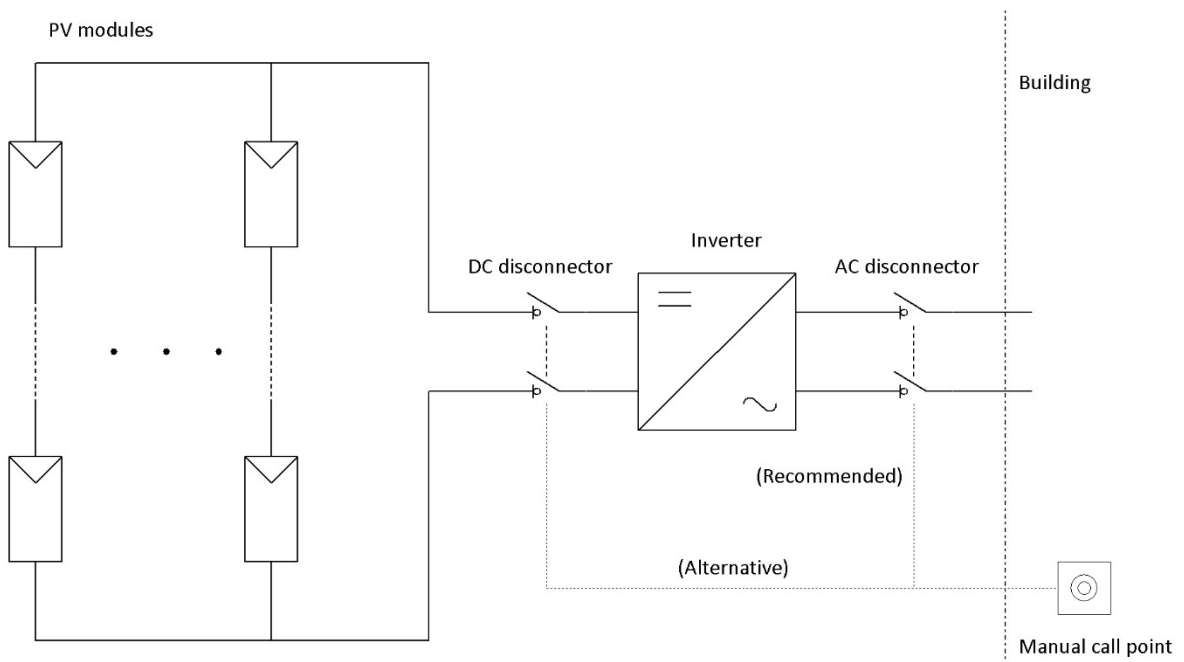 PV modules
Building
Inverter
DC disconnector
AC disconnector
(Recommended)
(Alternative)
Manual call point